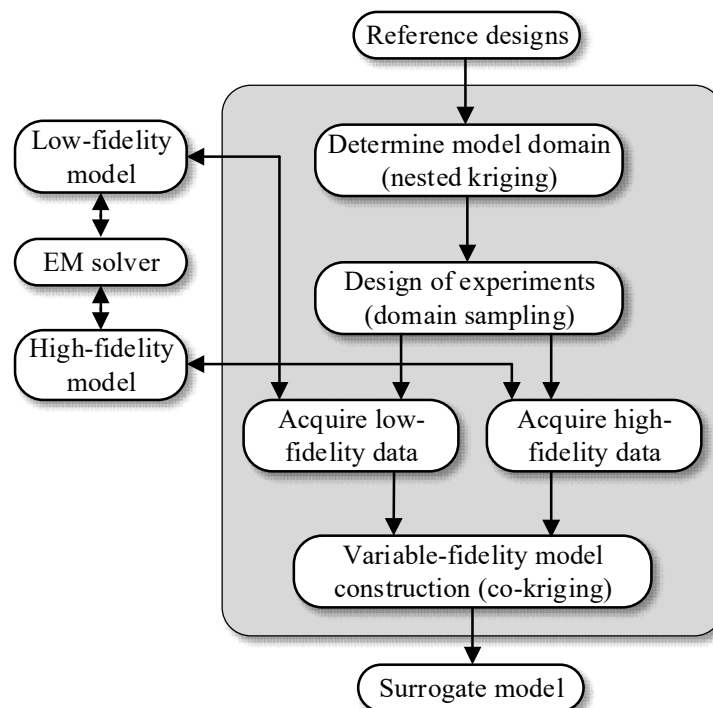 Reference designs
Determine model domain
(nested kriging)
Low-fidelity
model
EM solver
High-fidelity
model
Design of experiments
(domain sampling)
Acquire low-
fidelity data
Acquire high-
fidelity data
Variable-fidelity model
construction (co-kriging)
Surrogate model